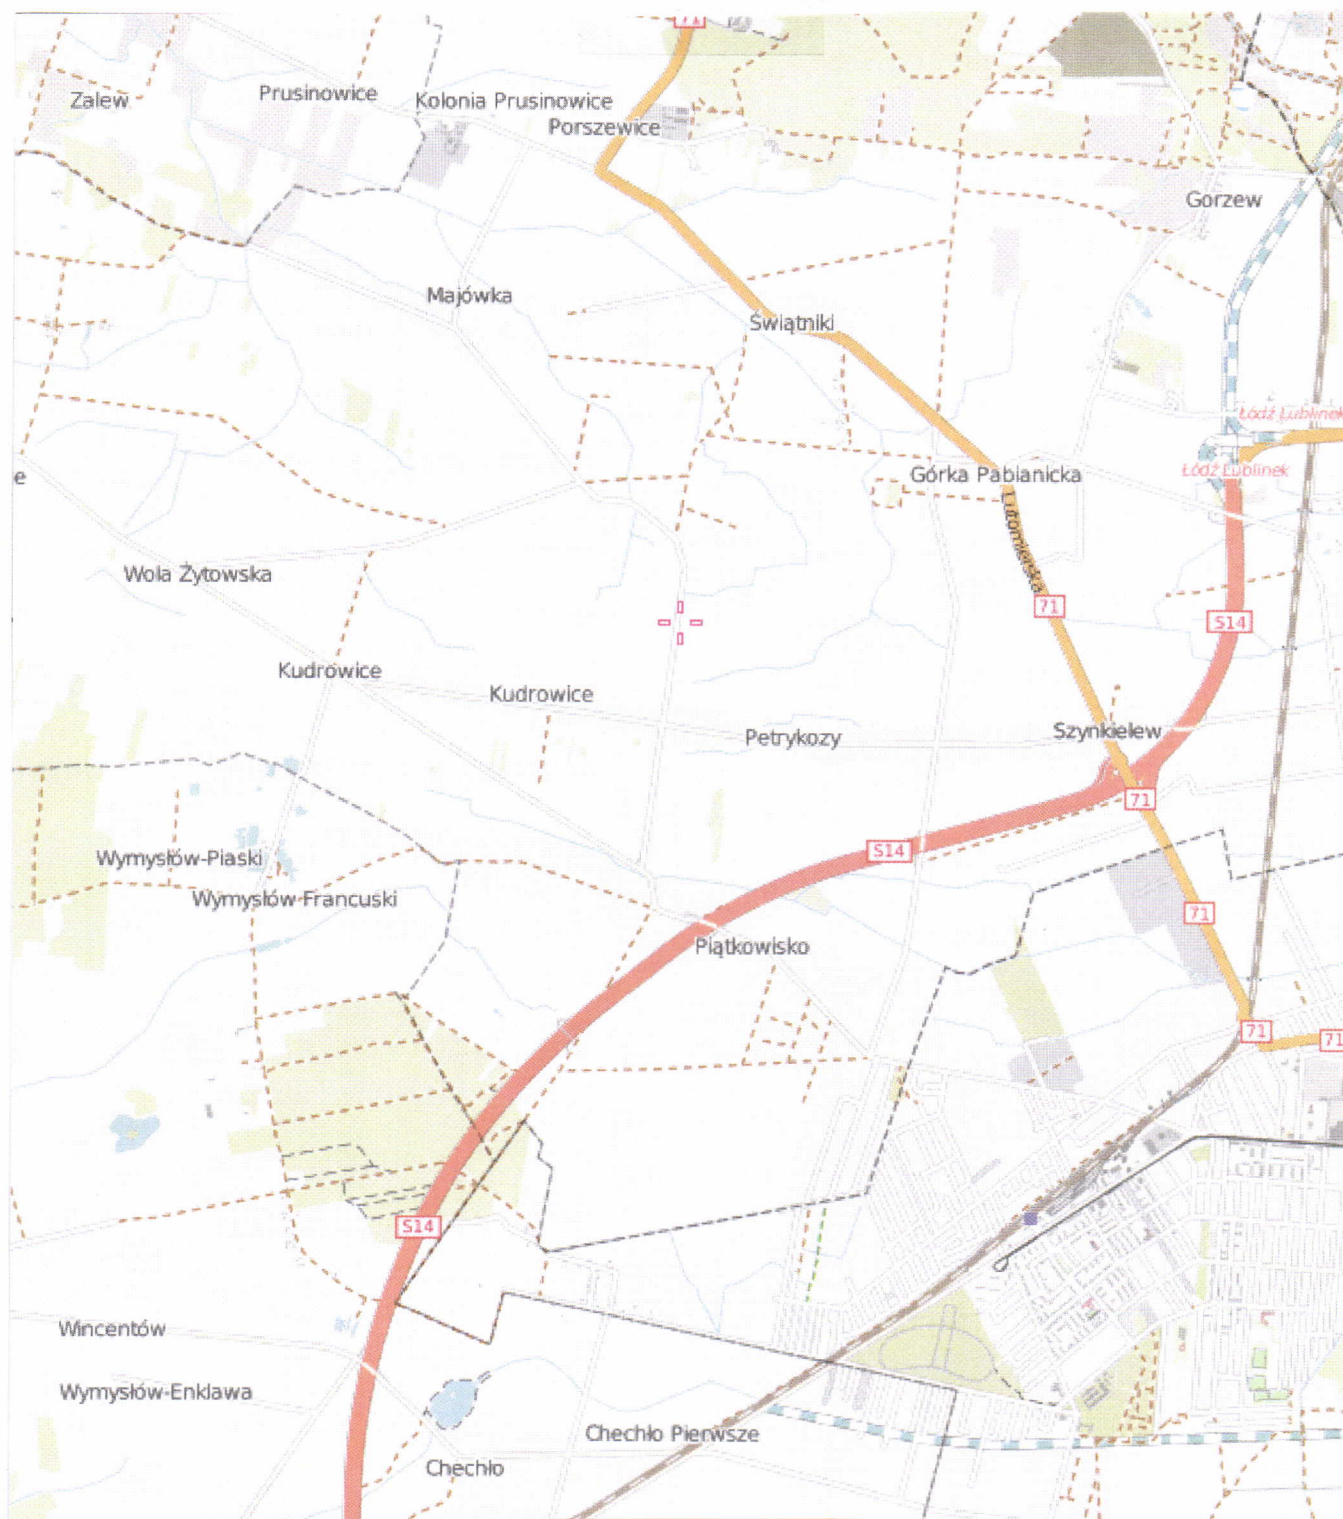 71
Zalew
Prusinowice
Kolonia Prusinowice
Porszewice
Gorzew
Majówka
Świątniki
Łódź Lublinek
Łódź Lublinek
Górka Pabianicka
e
Lutomierska
Wola Żytowska
71
S14
Kudrowice
Kudrowice
Petrykozy
Szynkielew
71
S14
Wymysłów-Piaski
Wymysłów Francuski
71
Piątkowisko
71
71
S14
Wincentów
Wymysłów-Enklawa
Chechło Pierwsze
Chechło